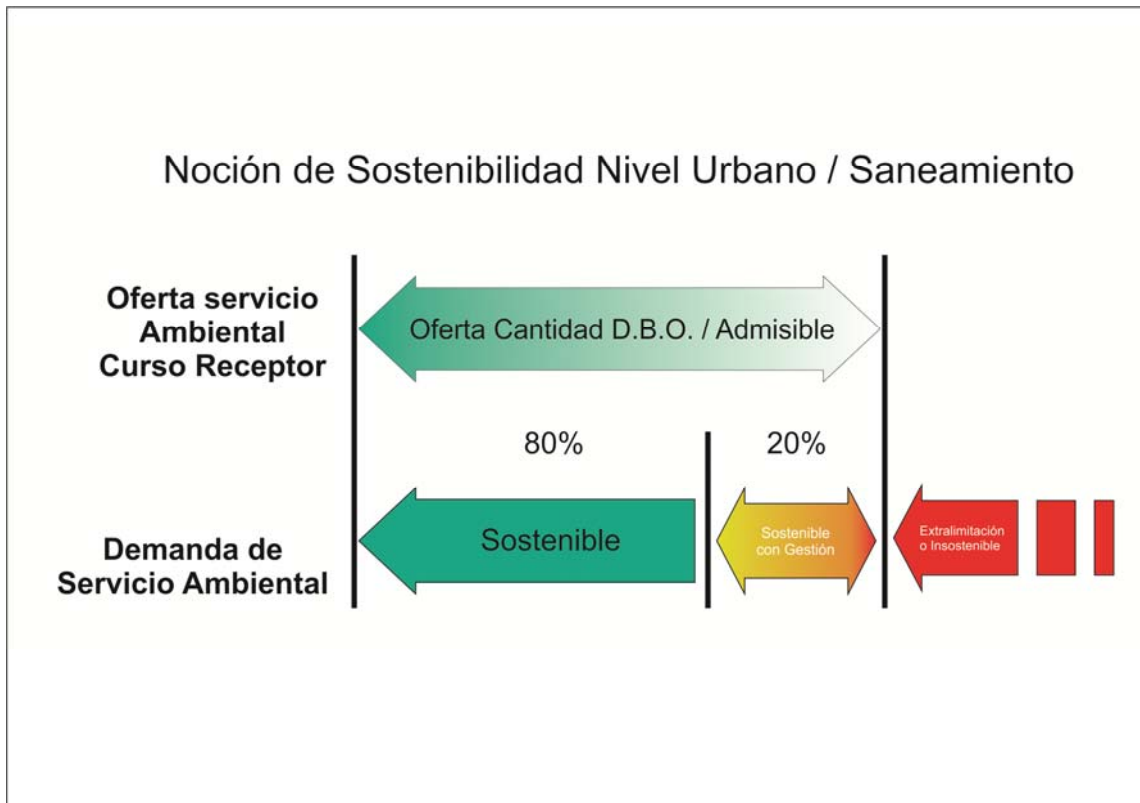 Noción de Sostenibilidad Nivel Urbano / Saneamiento
Oferta servicio
Ambiental
Curso Receptor
Oferta Cantidad D.B.O. / Admisible
80%
20%
Demanda de
Servicio Ambiental
Sostenible
Sostenible
con Gestión
Extralimitación
o Insostenible